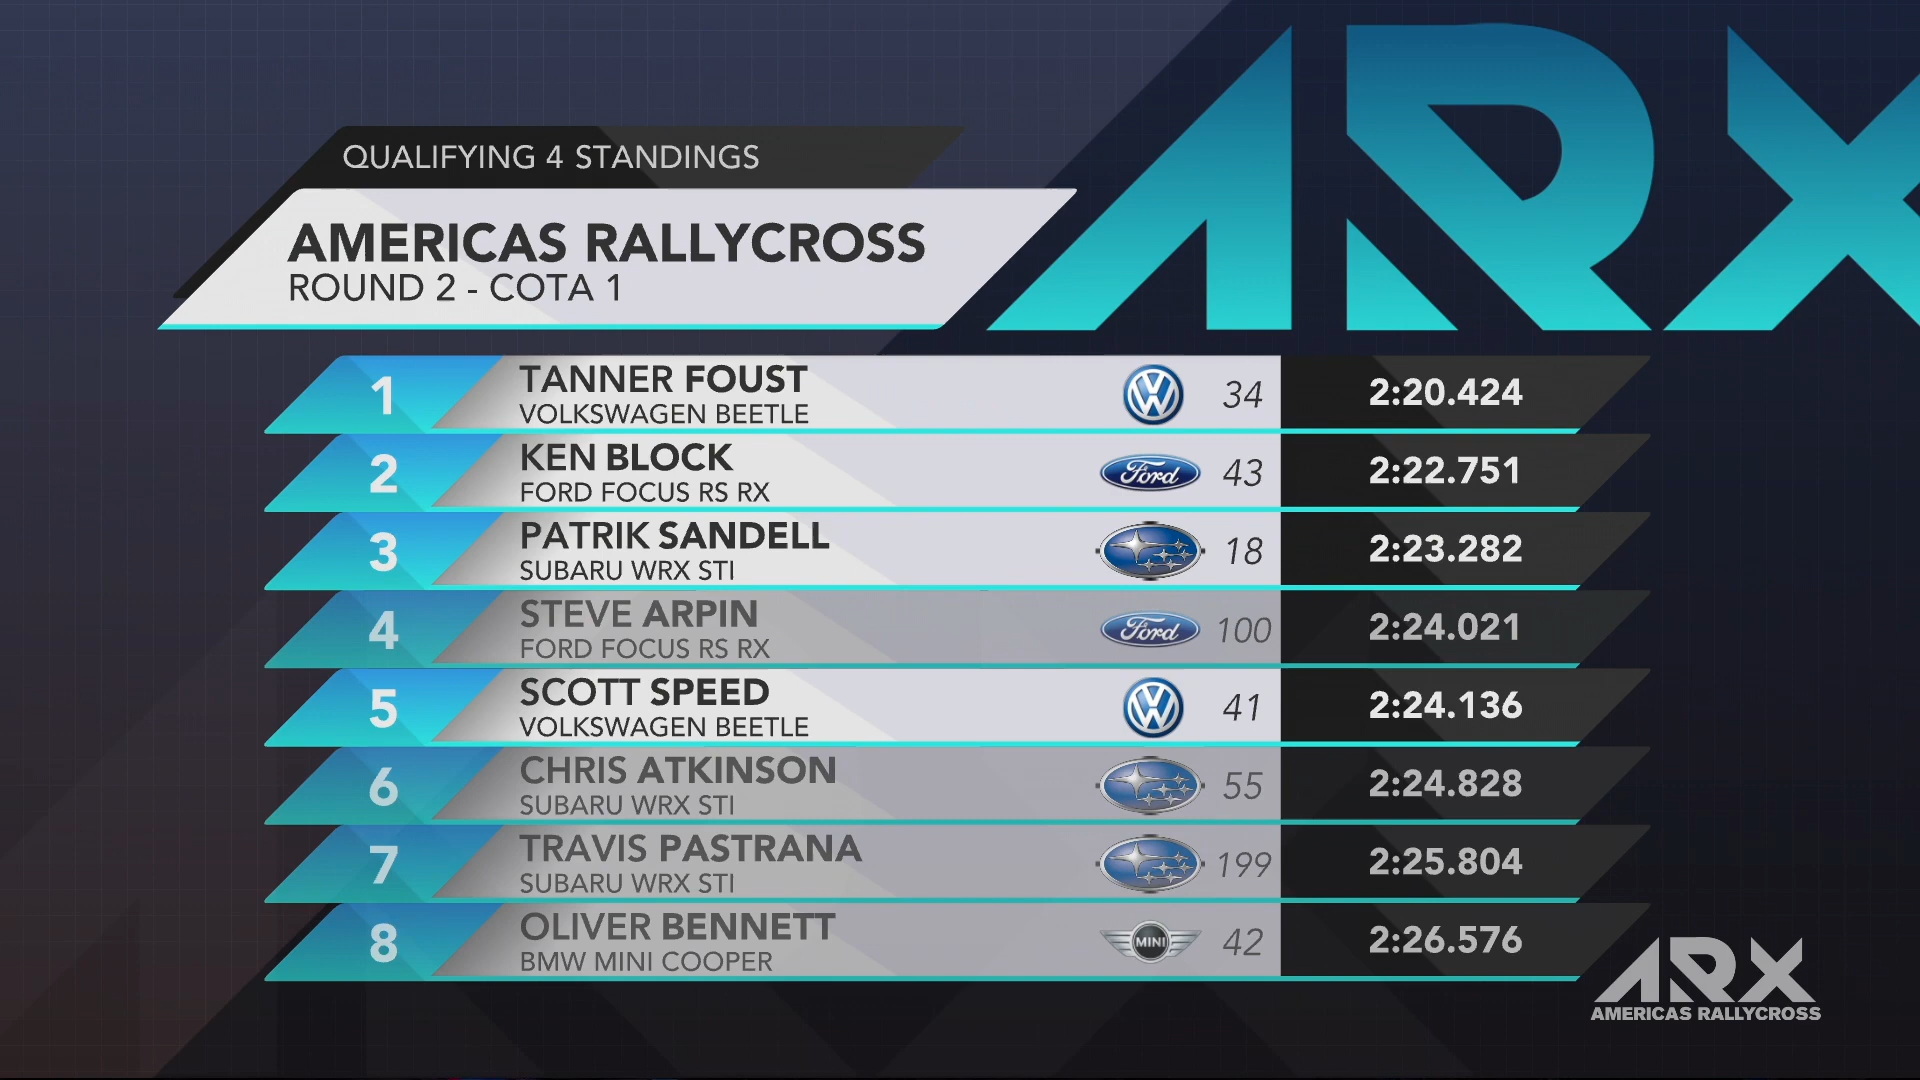 ARX
QUALIFYING 4 STANDINGS
AMERICAS RALLYCROSS
ROUND 2 - COTA 1
1 TANNER FOUST 34 2:20.424
VOLKSWAGEN BEETLE
2 KEN BLOCK Ford 43 2:22.751
FORD FOCUS RS RX
3 PATRIK SANDELL 18 2:23.282
SUBARU WRX STI
4 STEVE ARPIN Ford 100 2:24.021
FORD FOCUS RS RX
5 SCOTT SPEED 41 2:24.136
VOLKSWAGEN BEETLE
6 CHRIS ATKINSON 55 2:24.828
SUBARU WRX STI
7 TRAVIS PASTRANA 199 2:25.804
SUBARU WRX STI
8 OLIVER BENNETT MINI 42 2:26.576
BMW MINI COOPER
ARX
AMERICAS RALLYCROSS